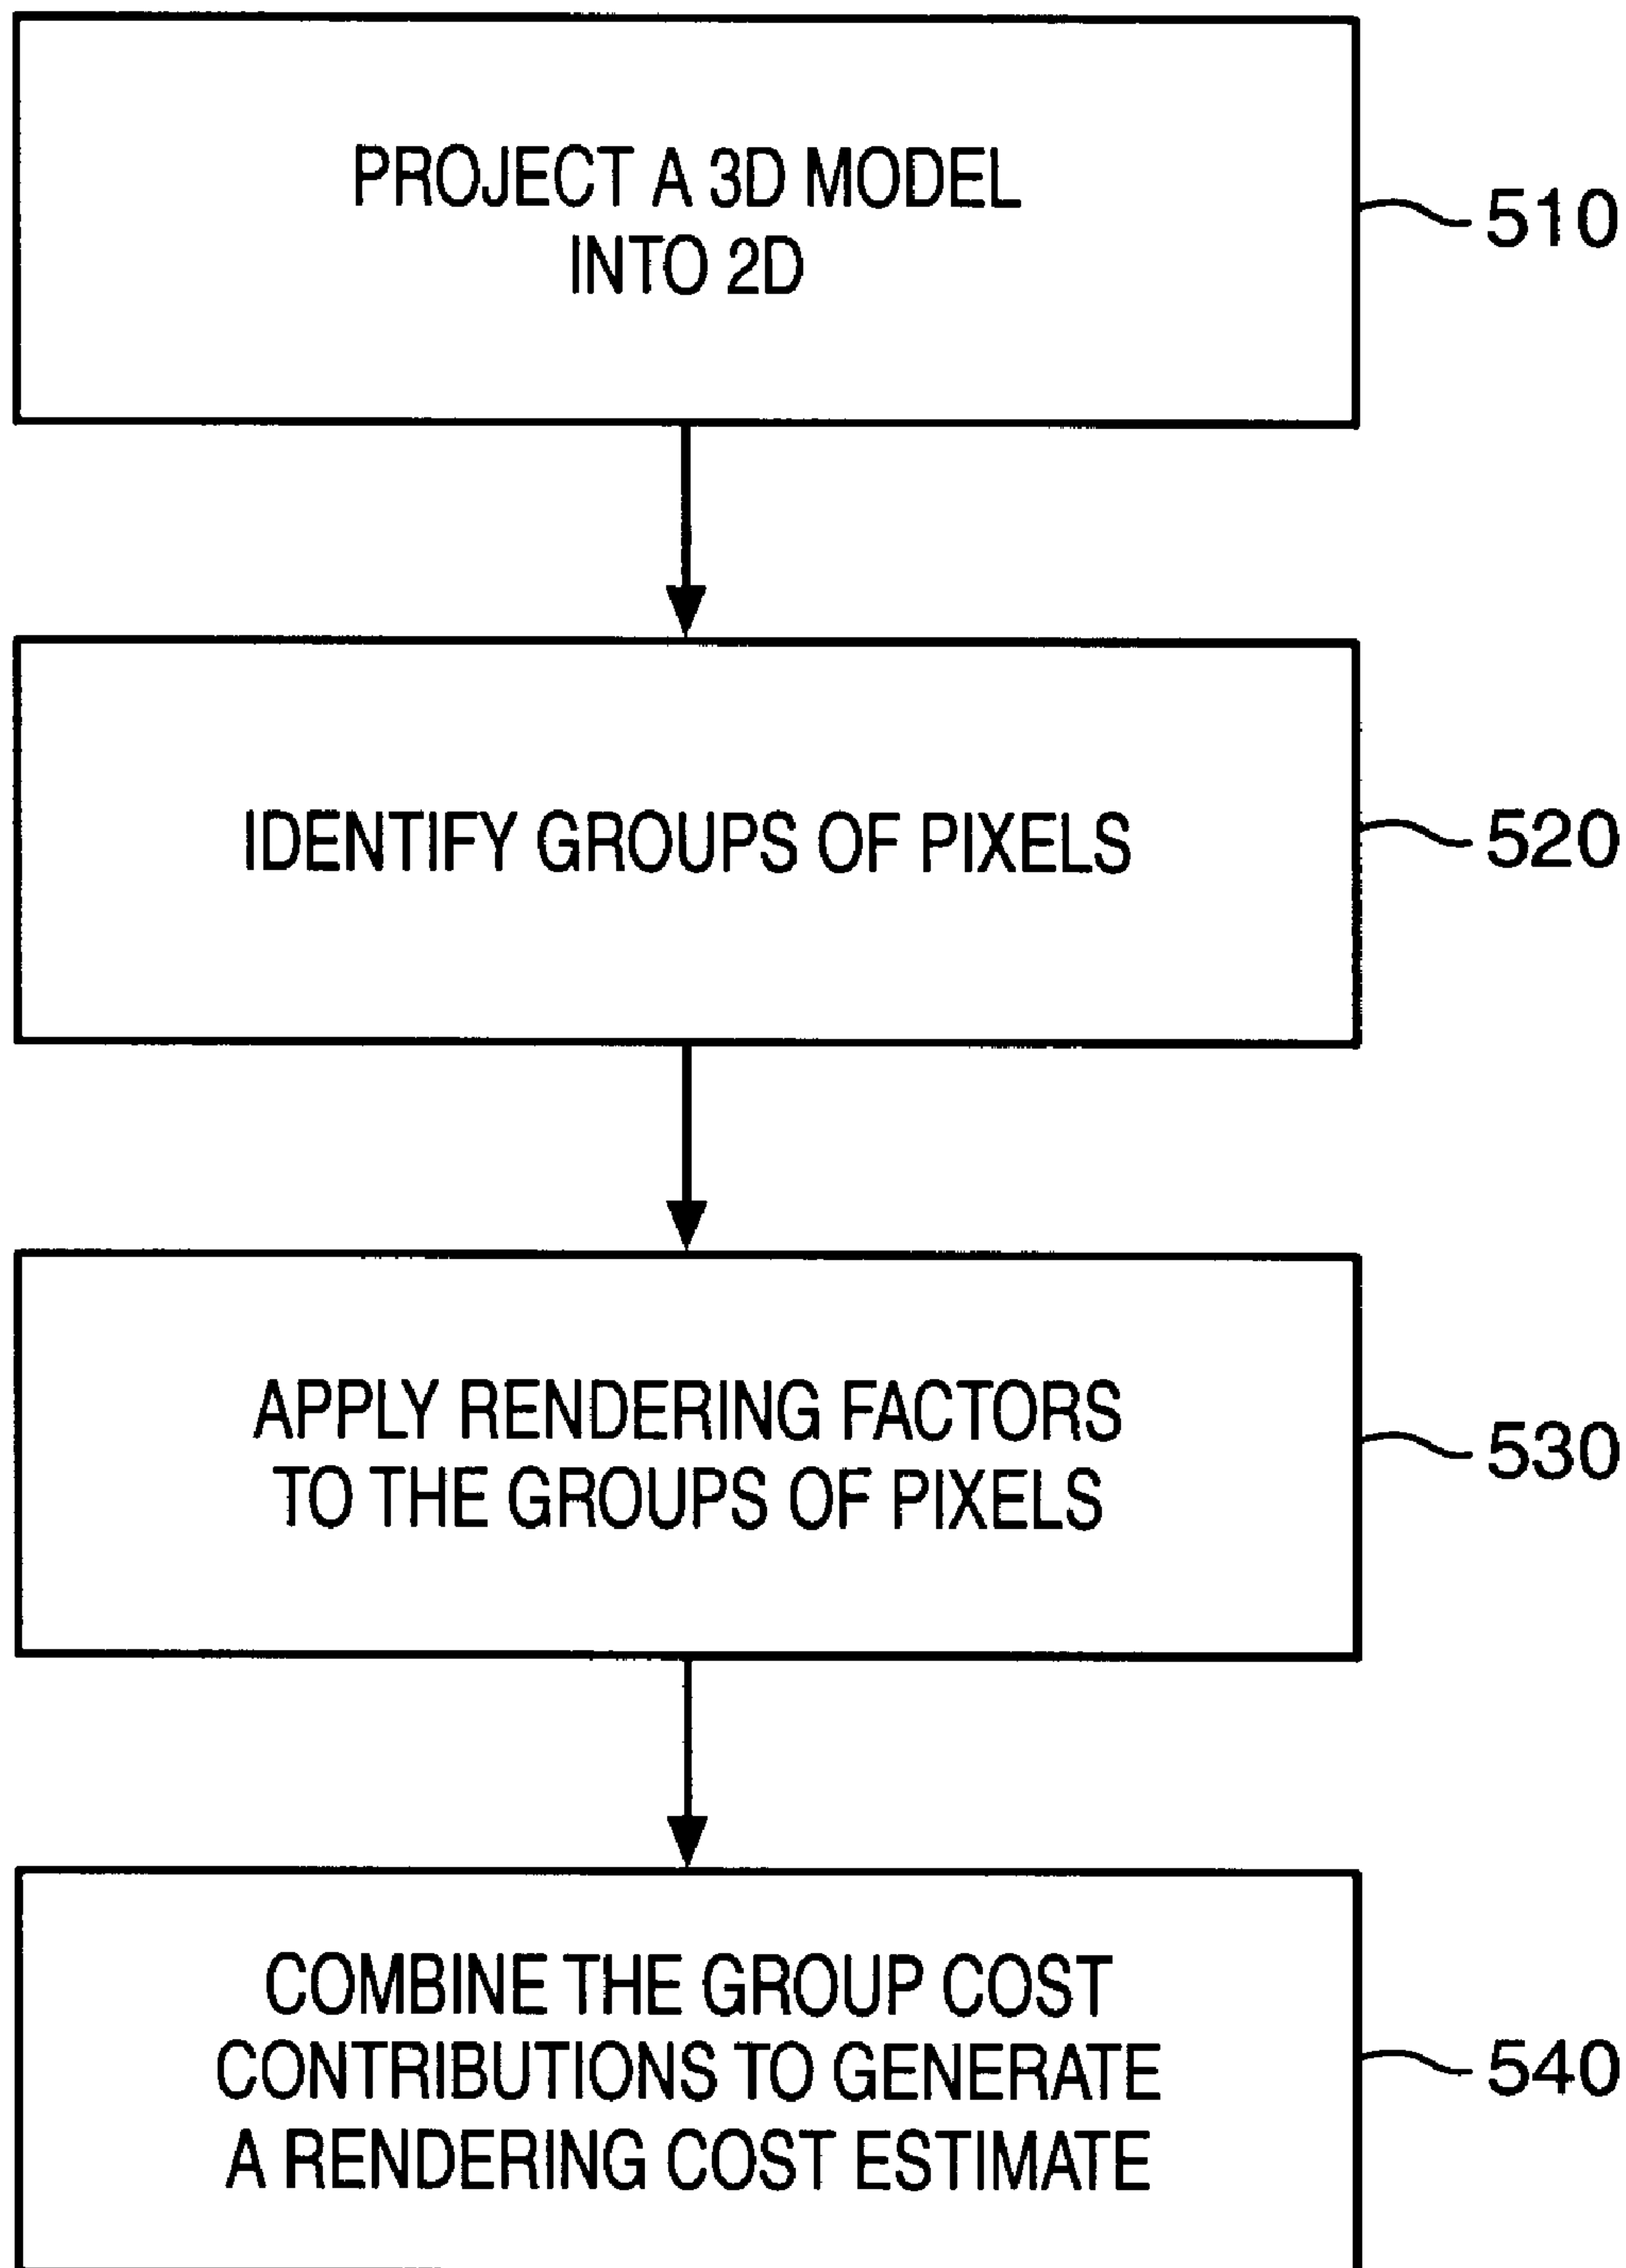 PROJECT A 3D MODEL
INTO 2D
510
IDENTIFY GROUPS OF PIXELS
520
APPLY RENDERING FACTORS
TO THE GROUPS OF PIXELS
530
COMBINE THE GROUP COST
CONTRIBUTIONS TO GENERATE
A RENDERING COST ESTIMATE
540